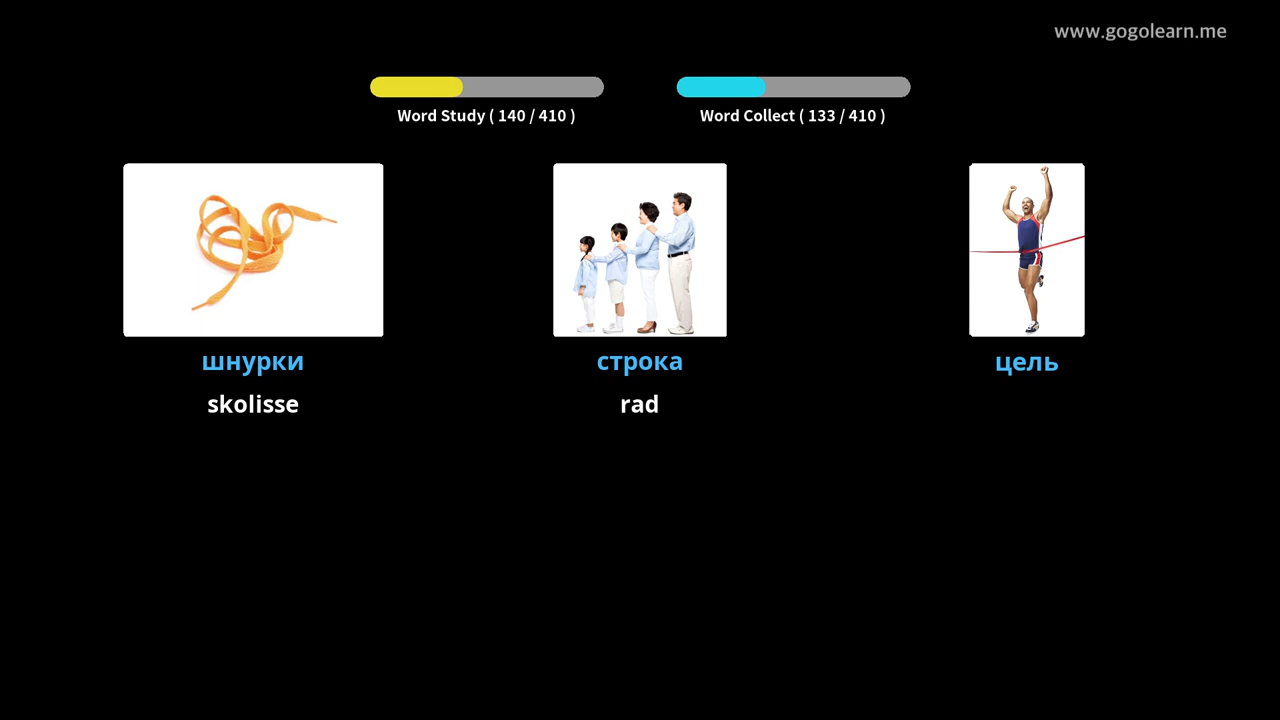 www.gogolearn.me
Word Study ( 140 / 410 )
Word Collect ( 133 / 410 )
шнурки
строка
цель
skolisse
rad